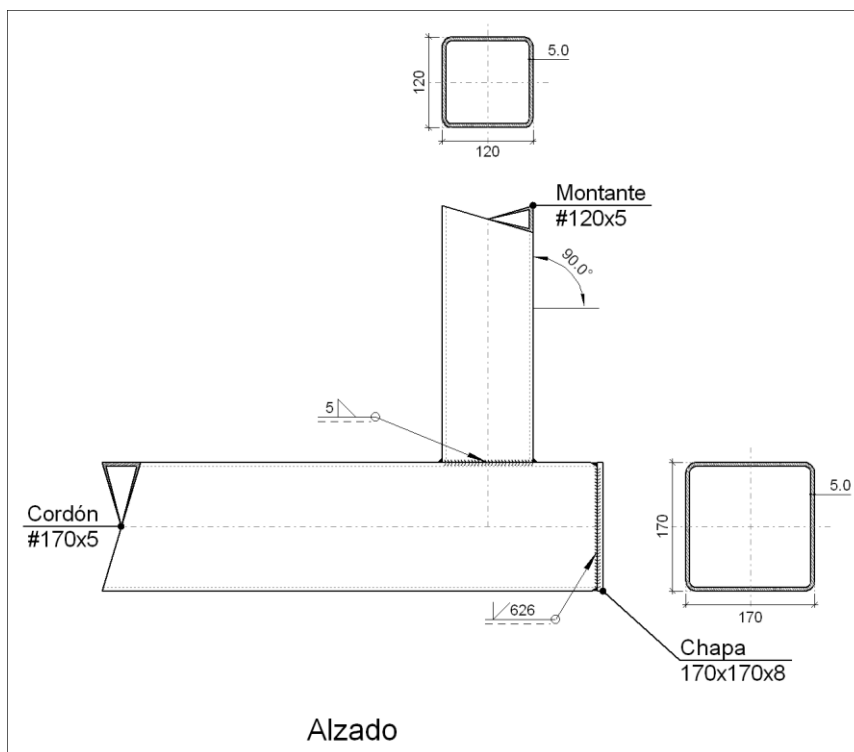 5.0
120
120
Montante
#120x5
90.0°
5
Cordón
#170x5
5.0
170
170
626
Chapa
170x170x8
Alzado